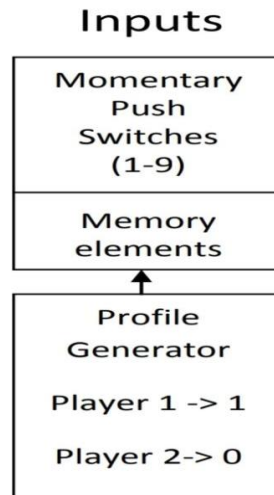 Inputs
Momentary
Push
Switches
(1-9)
Memory
elements
Profile
Generator
Player 1 -> 1
Player 2-> 0